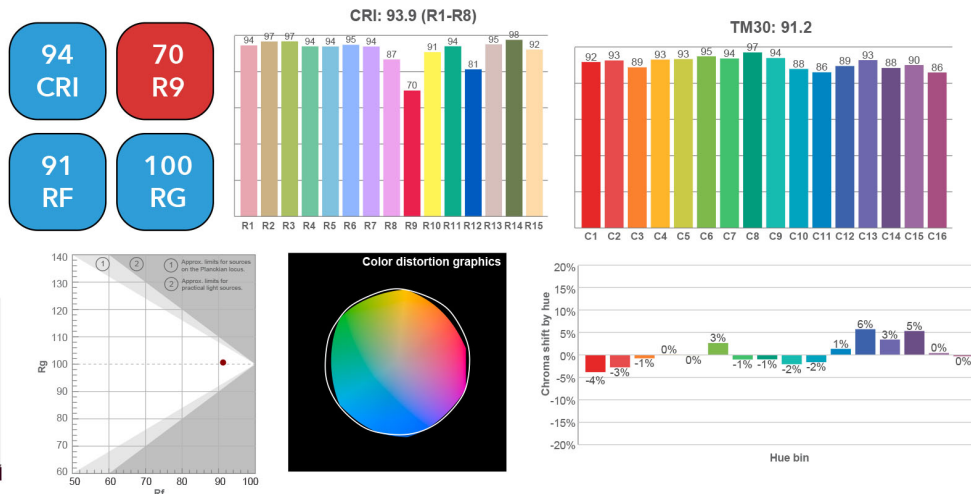 94
CRI
70
R9
91
RF
100
RG
CRI: 93.9 (R1-R8)
94 97 97 94 94 95 94 87 70 91 94 81 95 98 92
R1 R2 R3 R4 R5 R6 R7 R8 R9 R10 R11 R12 R13 R14 R15
TM30: 91.2
92 93 89 93 93 95 94 97 94 88 86 89 93 88 90 86
C1 C2 C3 C4 C5 C6 C7 C8 C9 C10 C11 C12 C13 C14 C15 C16
140
130
120
110
100
90
80
70
60
Rg
1 2
1 Approx. limits for sources
on the Planckian locus.
2 Approx. limits for
practical light sources.
50 60 70 80 90 100
Rf
Color distortion graphics
20%
15%
10%
5%
0%
-5%
-10%
-15%
-20%
Chroma shift by hue
-4% -3% -1% 0% 0% 3% -1% -1% -2% -2% 1% 6% 3% 5% 0% -0%
Hue bin